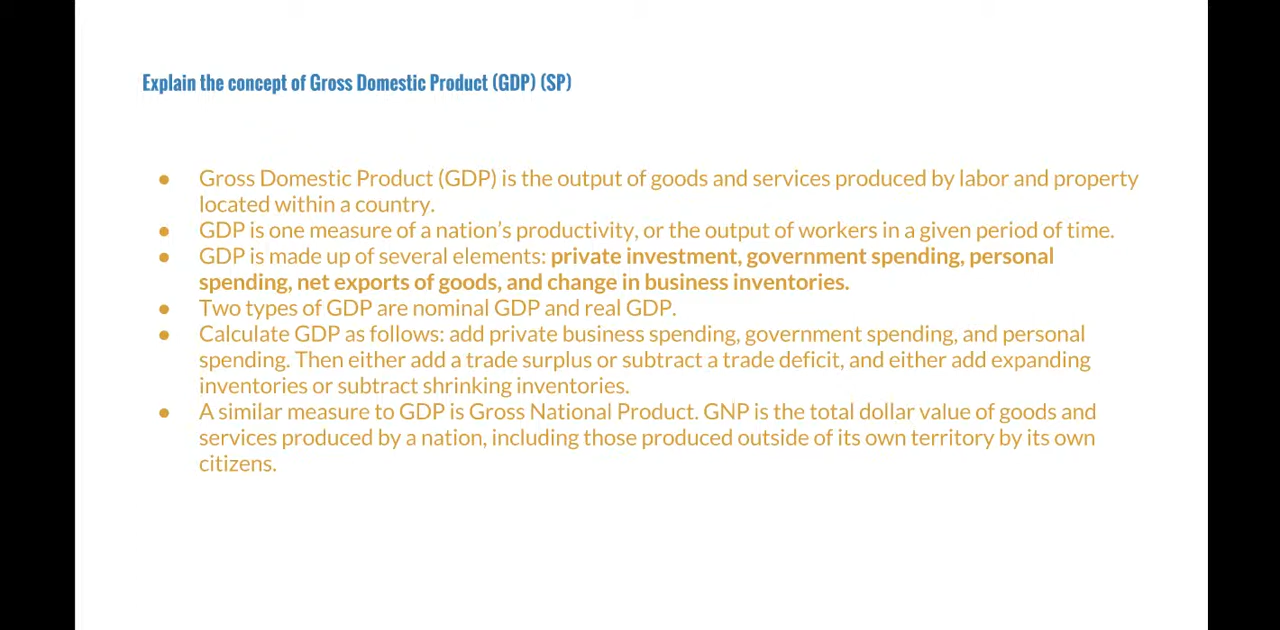 Explain the concept of Gross Domestic Product (GDP) (SP)
● Gross Domestic Product (GDP) is the output of goods and services produced by labor and property
located within a country.
● GDP is one measure of a nation’s productivity, or the output of workers in a given period of time.
● GDP is made up of several elements: private investment, government spending, personal
spending, net exports of goods, and change in business inventories.
● Two types of GDP are nominal GDP and real GDP.
● Calculate GDP as follows: add private business spending, government spending, and personal
spending. Then either add a trade surplus or subtract a trade deficit, and either add expanding
inventories or subtract shrinking inventories.
● A similar measure to GDP is Gross National Product. GNP is the total dollar value of goods and
services produced by a nation, including those produced outside of its own territory by its own
citizens.